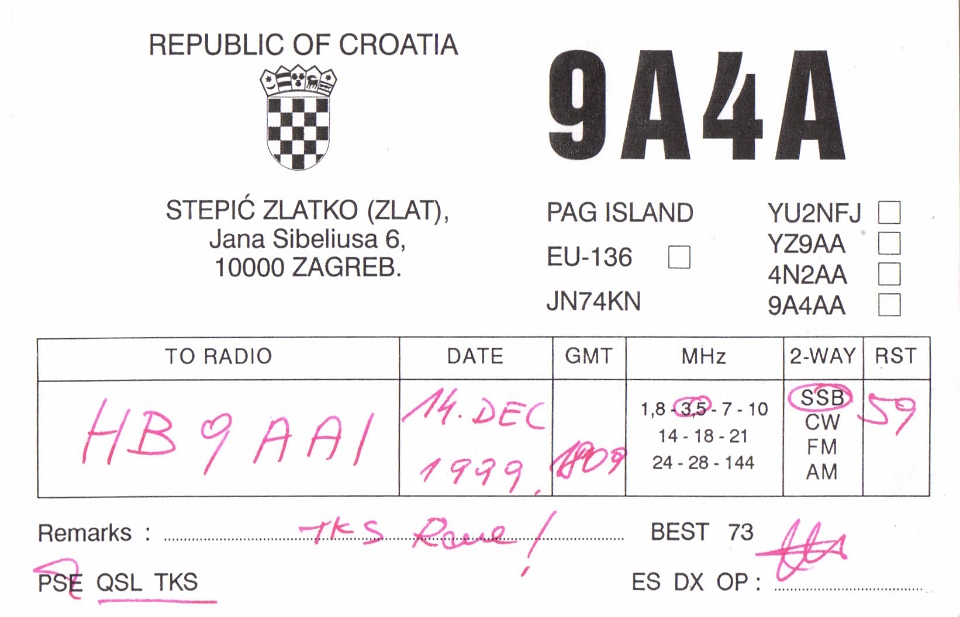 REPUBLIC OF CROATIA
9A4A
STEPIĆ ZLATKO (ZLAT),
Jana Sibeliusa 6,
10000 ZAGREB.
PAG ISLAND
EU-136
JN74KN
YU2NFJ
YZ9AA
4N2AA
9A4AA
TO RADIO DATE GMT MHz 2-WAY RST
HB9AAI
14. DEC
1999.
1809
1,8 - 3,5 - 7 - 10
14 - 18 - 21
24 - 28 - 144
SSB
CW
FM
AM
59
Remarks : TKS !
BEST 73
PSE QSL TKS
ES DX OP :